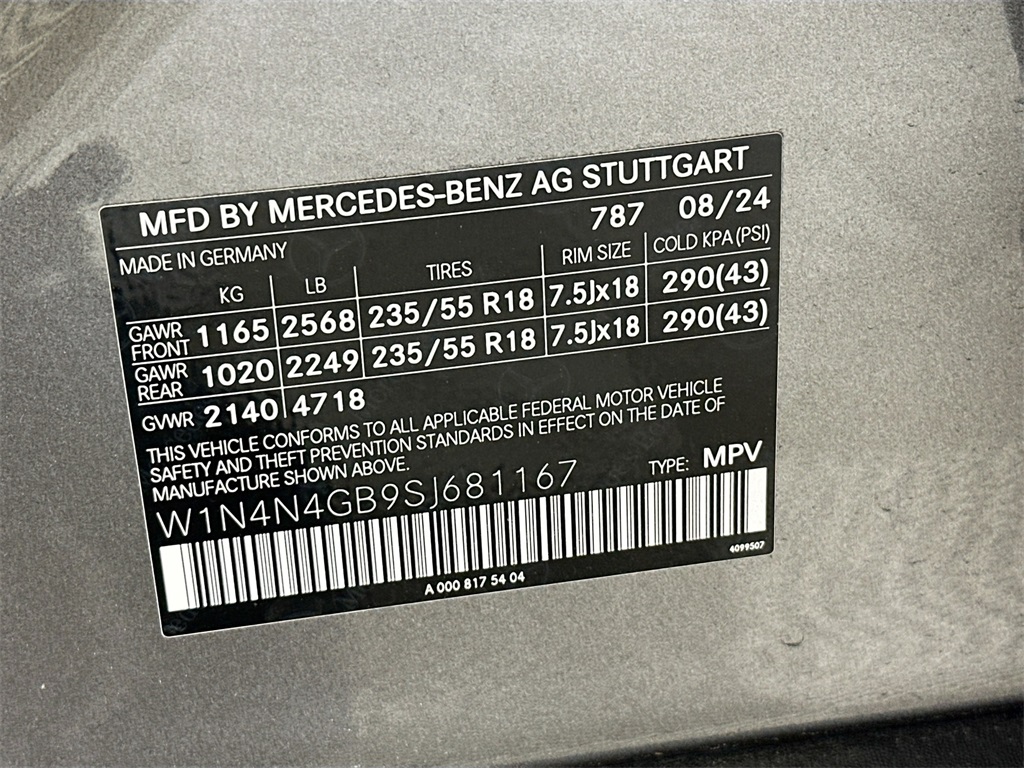 MFD BY MERCEDES-BENZ AG STUTTGART
MADE IN GERMANY 787 08/24
KG LB TIRES RIM SIZE COLD KPA (PSI)
GAWR FRONT 1165 2568 235/55 R18 7.5Jx18 290(43)
GAWR REAR 1020 2249 235/55 R18 7.5Jx18 290(43)
GVWR 2140 4718
THIS VEHICLE CONFORMS TO ALL APPLICABLE FEDERAL MOTOR VEHICLE
SAFETY AND THEFT PREVENTION STANDARDS IN EFFECT ON THE DATE OF
MANUFACTURE SHOWN ABOVE.
W1N4N4GB9SJ681167 TYPE: MPV
A 000 817 54 04 4099507